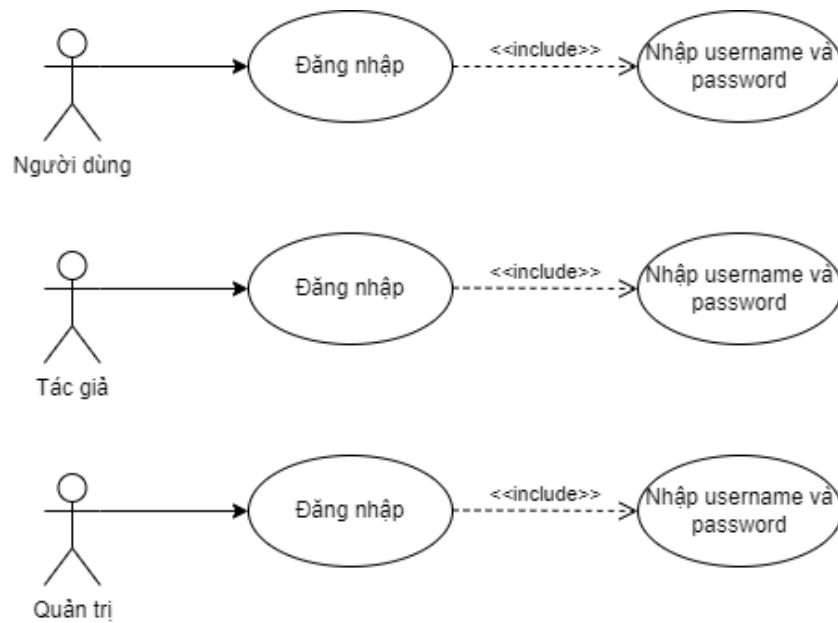 Đăng nhập
<<include>>
Nhập username và
password
Người dùng
Đăng nhập
<<include>>
Nhập username và
password
Tác giả
Đăng nhập
<<include>>
Nhập username và
password
Quản trị